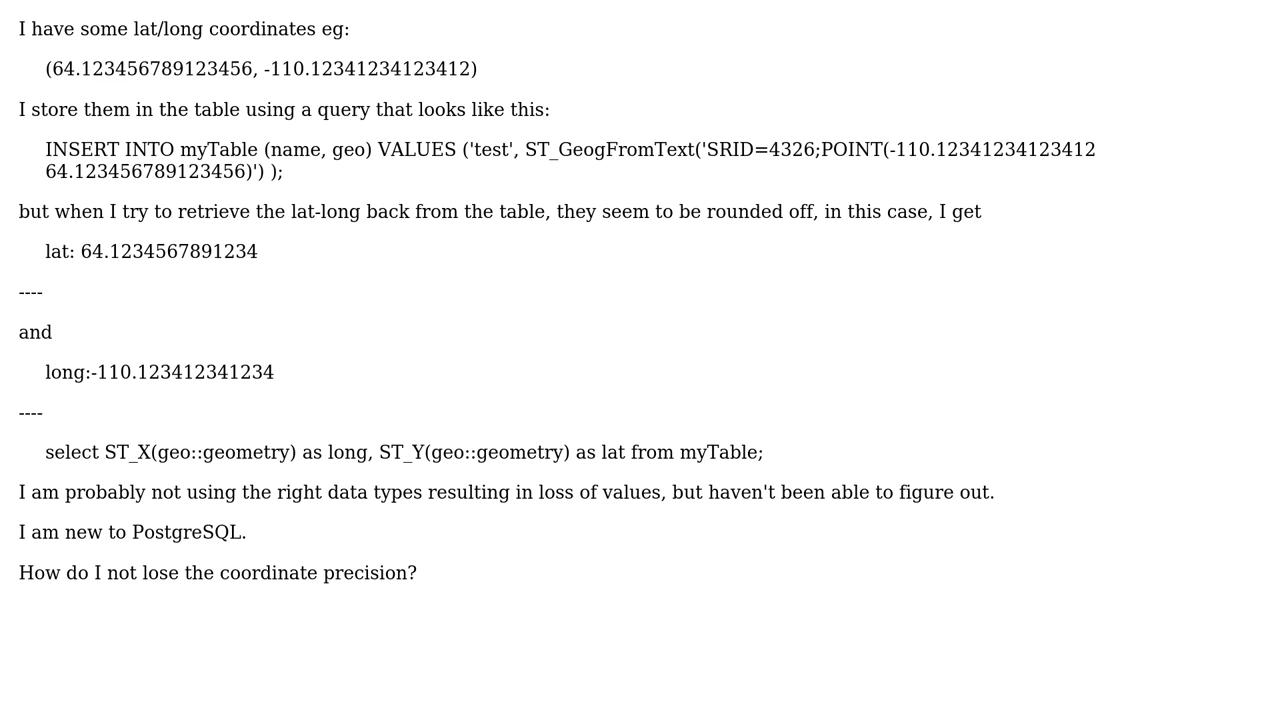 I have some lat/long coordinates eg:
(64.123456789123456, -110.12341234123412)
I store them in the table using a query that looks like this:
INSERT INTO myTable (name, geo) VALUES ('test', ST_GeogFromText('SRID=4326;POINT(-110.12341234123412
64.123456789123456)') );
but when I try to retrieve the lat-long back from the table, they seem to be rounded off, in this case, I get
lat: 64.1234567891234
----
and
long:-110.123412341234
----
select ST_X(geo::geometry) as long, ST_Y(geo::geometry) as lat from myTable;
I am probably not using the right data types resulting in loss of values, but haven't been able to figure out.
I am new to PostgreSQL.
How do I not lose the coordinate precision?